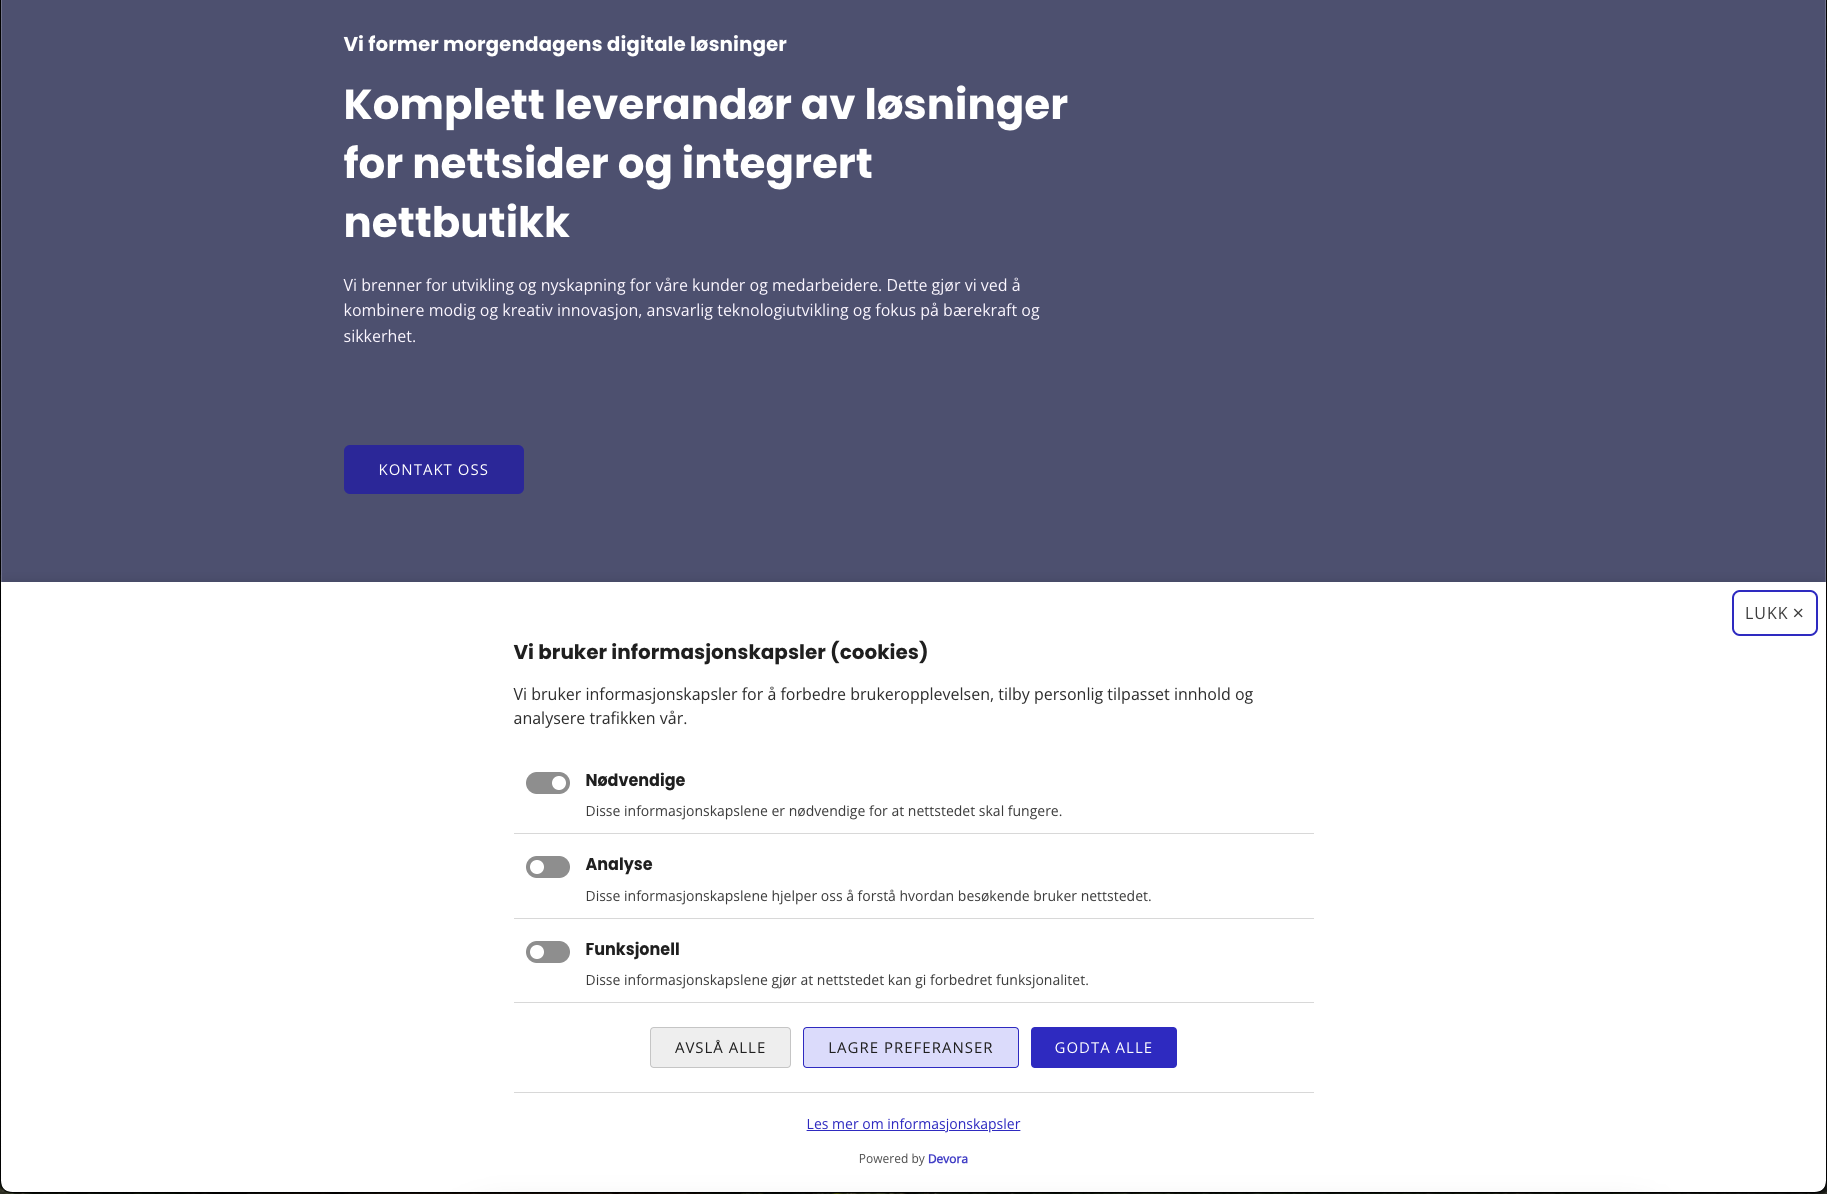 Vi former morgendagens digitale løsninger
Komplett leverandør av løsninger
for nettsider og integrert
nettbutikk
Vi brenner for utvikling og nyskapning for våre kunder og medarbeidere. Dette gjør vi ved å
kombinere modig og kreativ innovasjon, ansvarlig teknologiutvikling og fokus på bærekraft og
sikkerhet.
KONTAKT OSS
LUKK ×
Vi bruker informasjonskapsler (cookies)
Vi bruker informasjonskapsler for å forbedre brukeropplevelsen, tilby personlig tilpasset innhold og
analysere trafikken vår.
Nødvendige
Disse informasjonskapslene er nødvendige for at nettstedet skal fungere.
Analyse
Disse informasjonskapslene hjelper oss å forstå hvordan besøkende bruker nettstedet.
Funksjonell
Disse informasjonskapslene gjør at nettstedet kan gi forbedret funksjonalitet.
AVSLÅ ALLE
LAGRE PREFERANSER
GODTA ALLE
Les mer om informasjonskapsler
Powered by Devora